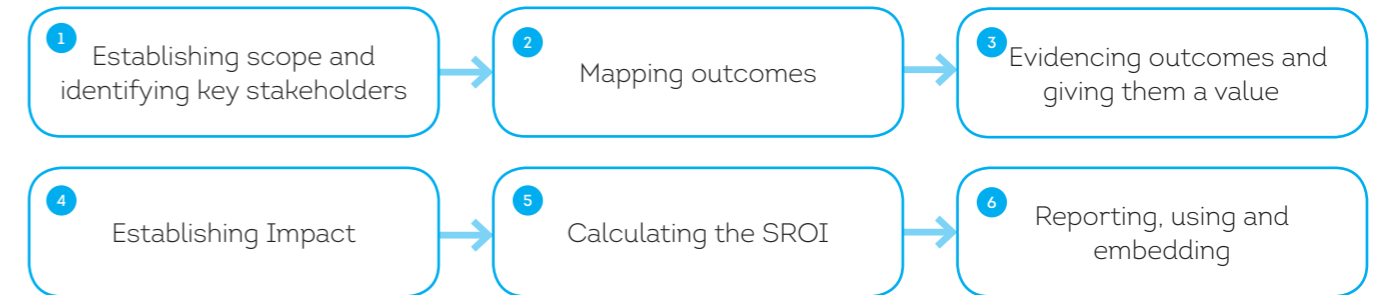 1
Establishing scope and
identifying key stakeholders
2
Mapping outcomes
3
Evidencing outcomes and
giving them a value
4
Establishing Impact
5
Calculating the SROI
6
Reporting, using and
embedding